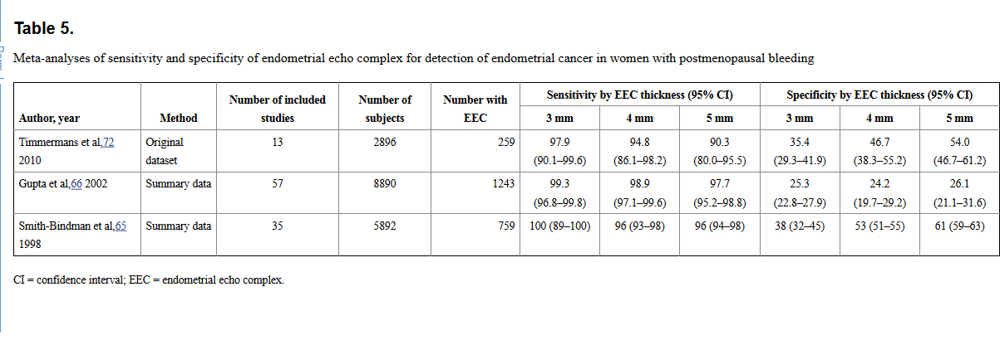 Table 5.
Meta-analyses of sensitivity and specificity of endometrial echo complex for detection of endometrial cancer in women with postmenopausal bleeding
Author, year Method Number of included studies Number of subjects Number with EEC Sensitivity by EEC thickness (95% CI) Specificity by EEC thickness (95% CI)
3 mm 4 mm 5 mm 3 mm 4 mm 5 mm
Timmermans et al,72 Original 13 2896 259 97.9 94.8 90.3 35.4 46.7 54.0
2010 dataset (90.1–99.6) (86.1–98.2) (80.0–95.5) (29.3–41.9) (38.3–55.2) (46.7–61.2)
Gupta et al,66 2002 Summary data 57 8890 1243 99.3 98.9 97.7 25.3 24.2 26.1
(96.8–99.8) (97.1–99.6) (95.2–98.8) (22.8–27.9) (19.7–29.2) (21.1–31.6)
Smith-Bindman et al,65 Summary data 35 5892 759 100 (89–100) 96 (93–98) 96 (94–98) 38 (32–45) 53 (51–55) 61 (59–63)
1998
CI = confidence interval; EEC = endometrial echo complex.